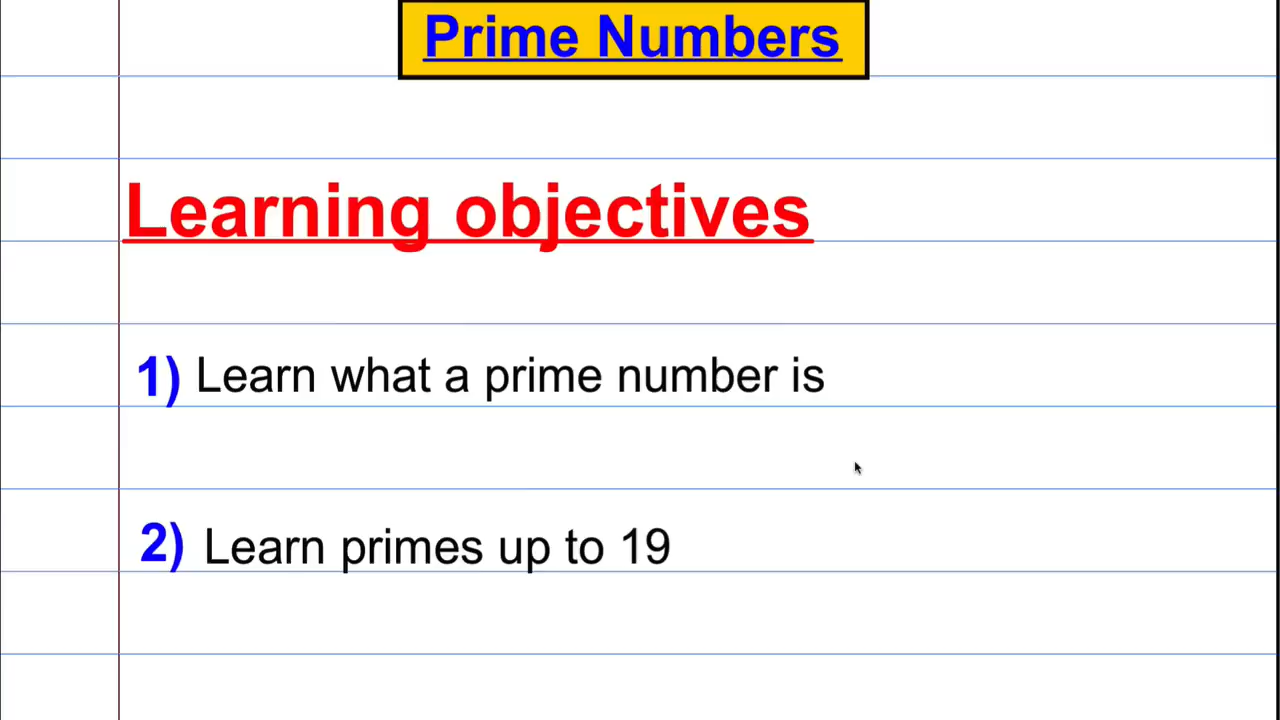 Prime Numbers
Learning objectives
1) Learn what a prime number is
2) Learn primes up to 19